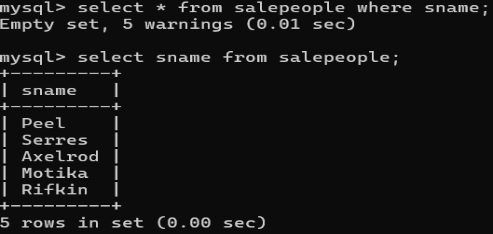 mysql> select * from salepeople where sname;
Empty set, 5 warnings (0.01 sec)
mysql> select sname from salepeople;
+---------+
| sname   |
+---------+
| Peel    |
| Serres  |
| Axelrod |
| Motika  |
| Rifkin  |
+---------+
5 rows in set (0.00 sec)